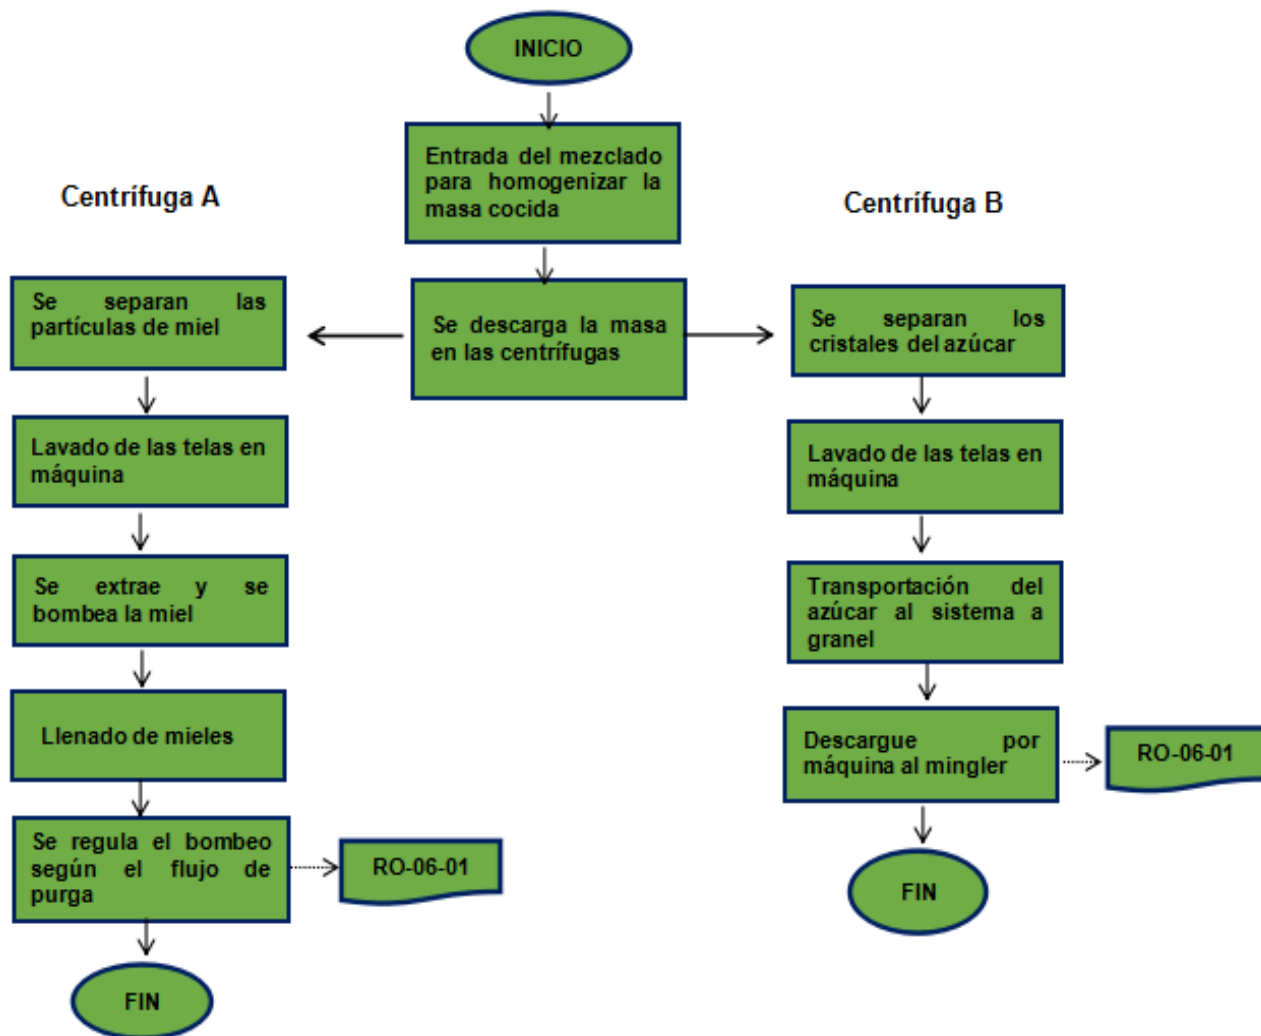 INICIO
Entrada del mezclado
para homogenizar la
masa cocida
Centrífuga A
Centrífuga B
Se descarga la masa
en las centrífugas
Se separan las
partículas de miel
Lavado de las telas en
máquina
Se extrae y se
bombea la miel
Llenado de mieles
Se regula el bombeo
según el flujo de
purga
RO-06-01
FIN
Se separan los
cristales del azúcar
Lavado de las telas en
máquina
Transportación del
azúcar al sistema a
granel
Descargue por
máquina al mingler
RO-06-01
FIN